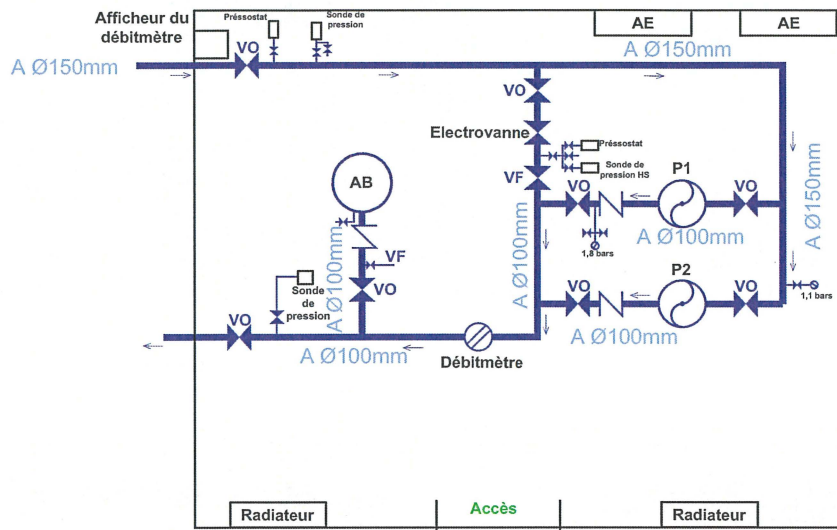 Afficheur du
débitmètre
Préssostat
Sonde de
pression
AE
AE
VO
A Ø150mm
A Ø150mm
VO
Electrovanne
Préssostat
Sonde de
pression HS
VF
AB
P1
VO
VO
A Ø150mm
A Ø100mm
A Ø100mm
1,8 bars
A Ø100mm
VF
P2
Sonde
de
pression
VO
VO
VO
1,1 bars
VO
A Ø100mm
Débitmètre
A Ø100mm
Radiateur
Accès
Radiateur